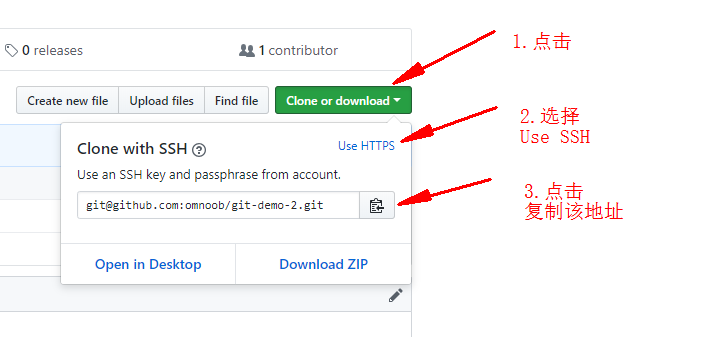 0 releases
1 contributor
1.点击
Create new file
Upload files
Find file
Clone or download
2.选择
Use SSH
Clone with SSH
Use HTTPS
Use an SSH key and passphrase from account.
git@github.com:omnoob/git-demo-2.git
3.点击
复制该地址
Open in Desktop
Download ZIP